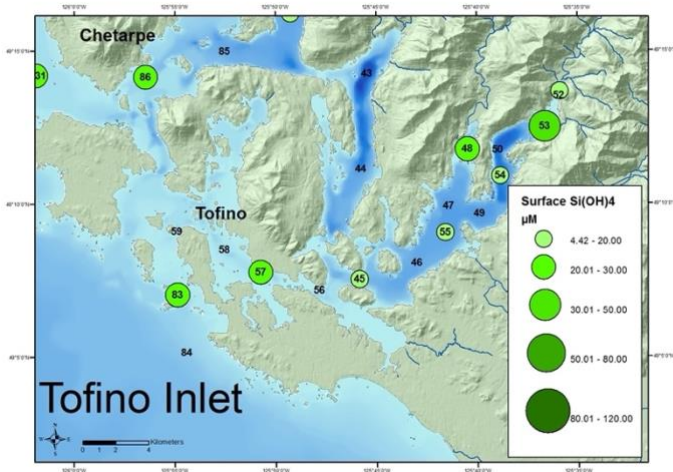 Chetarpe
85
43
31
86
52
53
48
50
44
54
47
49
Tofino
59
55
58
46
57
45
56
83
84
Surface Si(OH)4
µM
4.42 - 20.00
20.01 - 30.00
30.01 - 50.00
50.01 - 80.00
80.01 - 120.00
Tofino Inlet
0 2 4 Kilometers